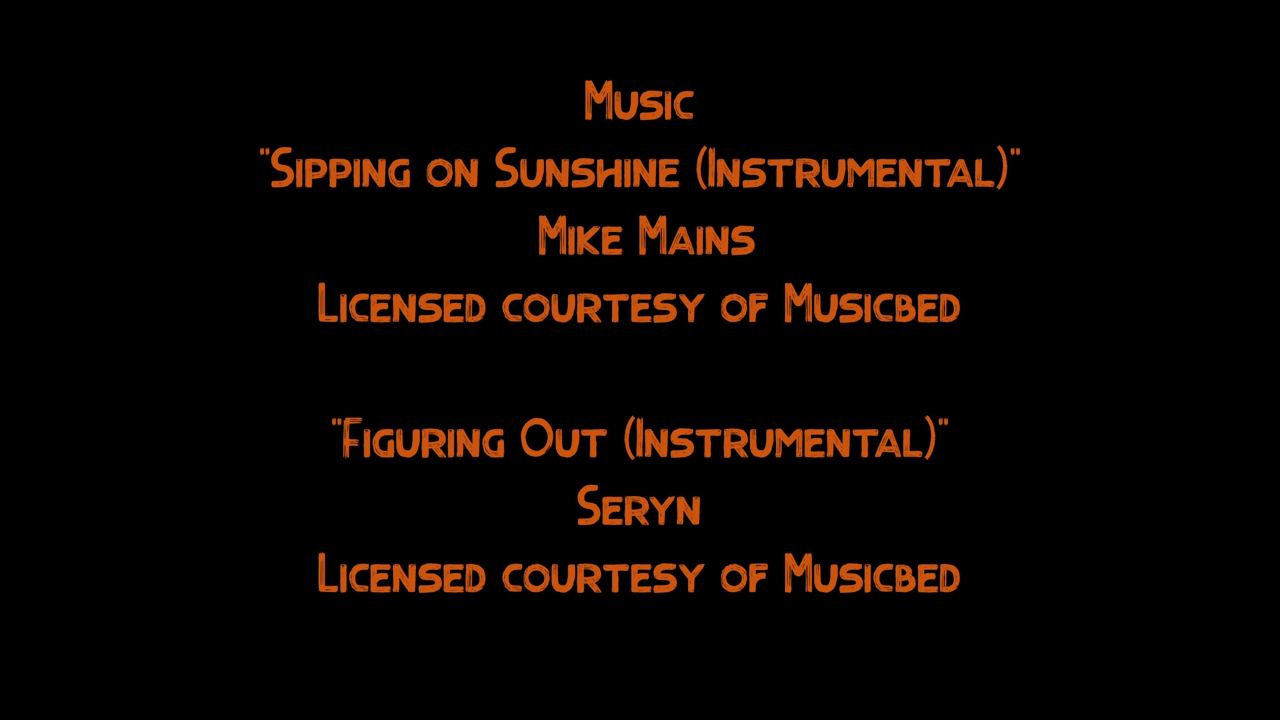 Music
"Sipping on Sunshine (Instrumental)"
Mike Mains
Licensed courtesy of Musicbed
"Figuring Out (Instrumental)"
Seryn
Licensed courtesy of Musicbed